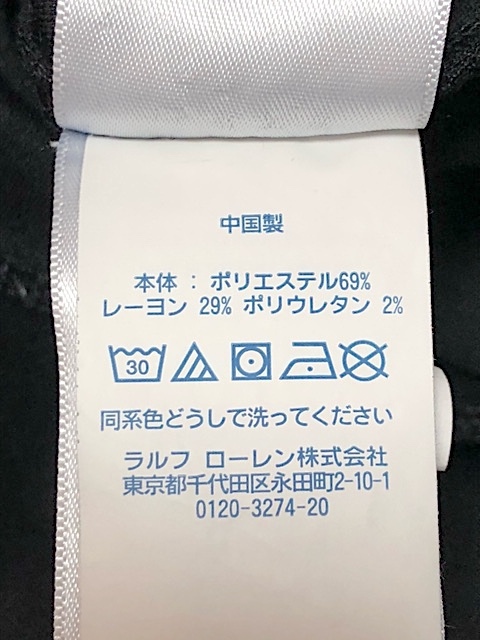 中国製
本体 : ポリエステル69%
レーヨン 29% ポリウレタン 2%
30
同系色どうしで洗ってください
ラルフ ローレン株式会社
東京都千代田区永田町2-10-1
0120-3274-20